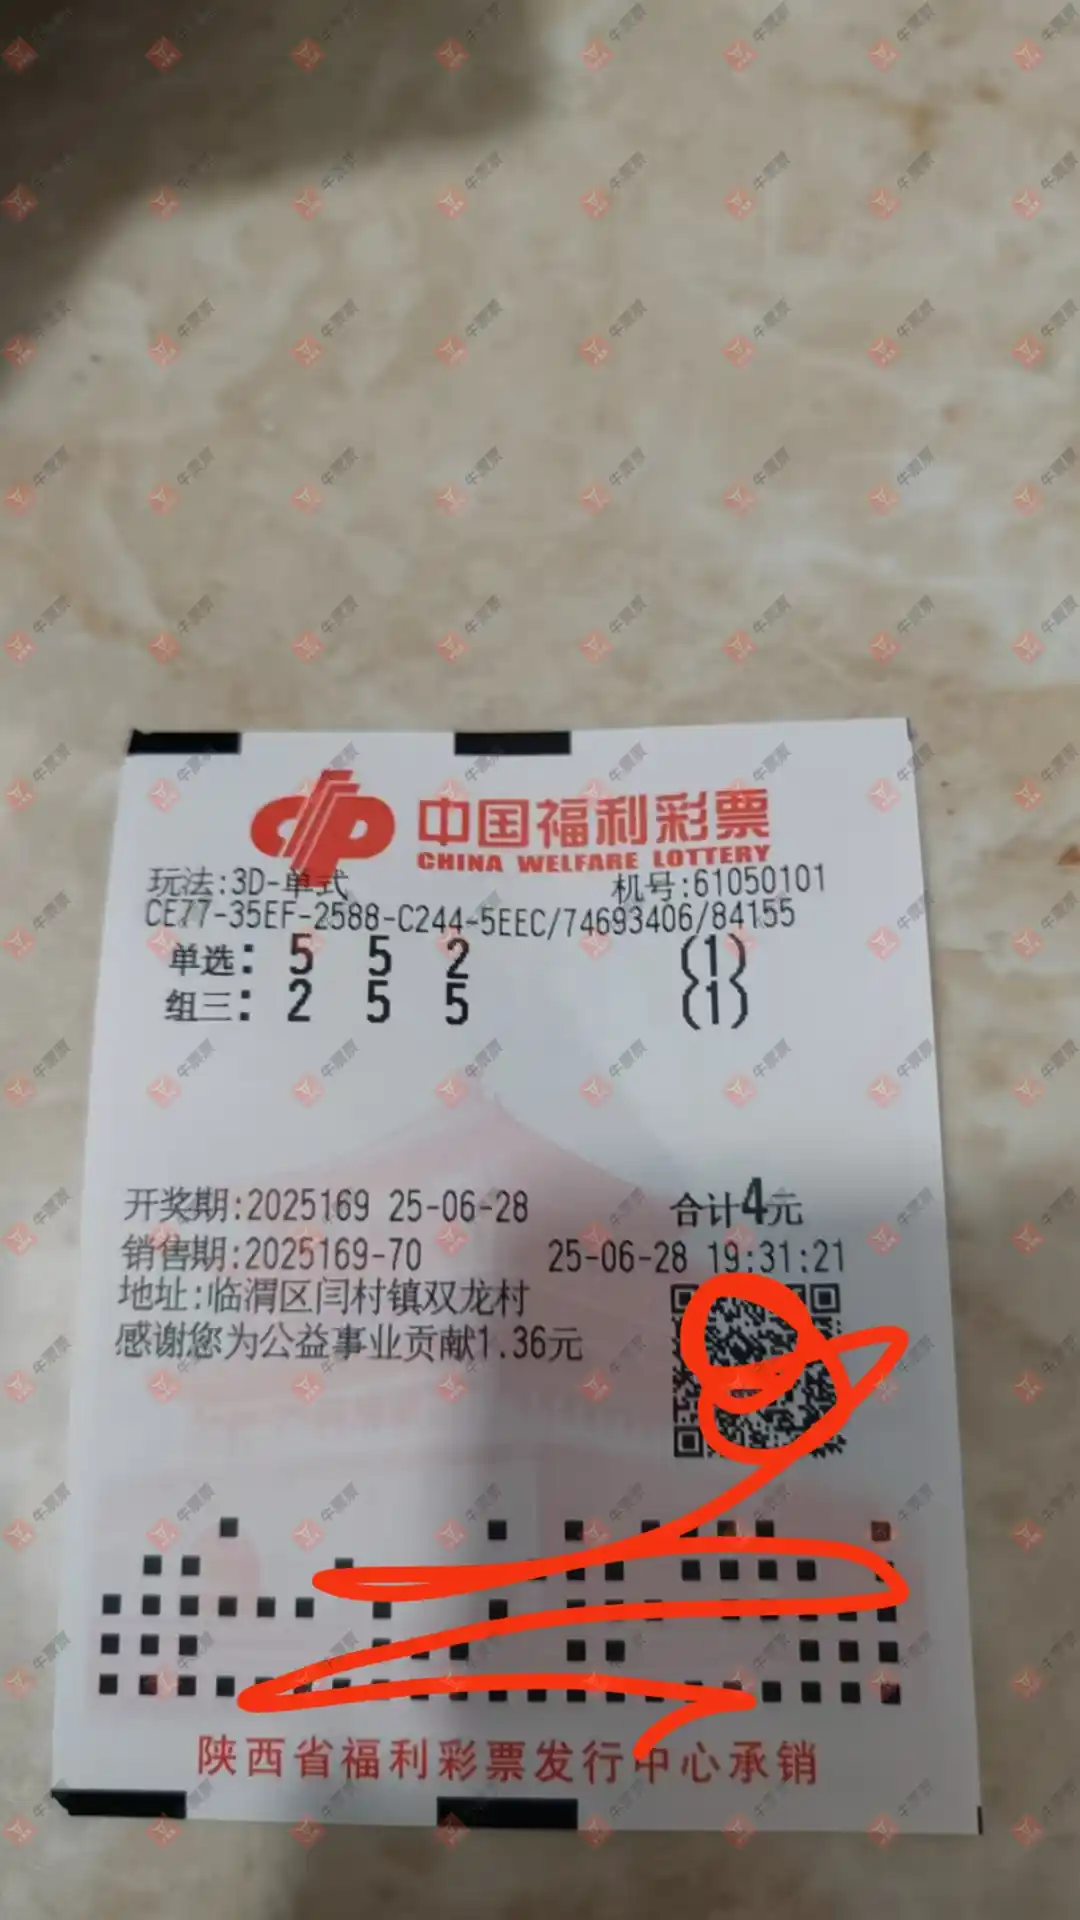 中国福利彩票
CHINA WELFARE LOTTERY
玩法:3D-单式 机号:61050101
CE77-35EF-2588-C244-5EEC/74693406/84155
单选: 5 5 2 (1)
组三: 2 5 5 (1)
开奖期:2025169 25-06-28 合计4元
销售期:2025169-70 25-06-28 19:31:21
地址:临渭区闫村镇双龙村
感谢您为公益事业贡献1.36元
陕西省福利彩票发行中心承销
牛票票